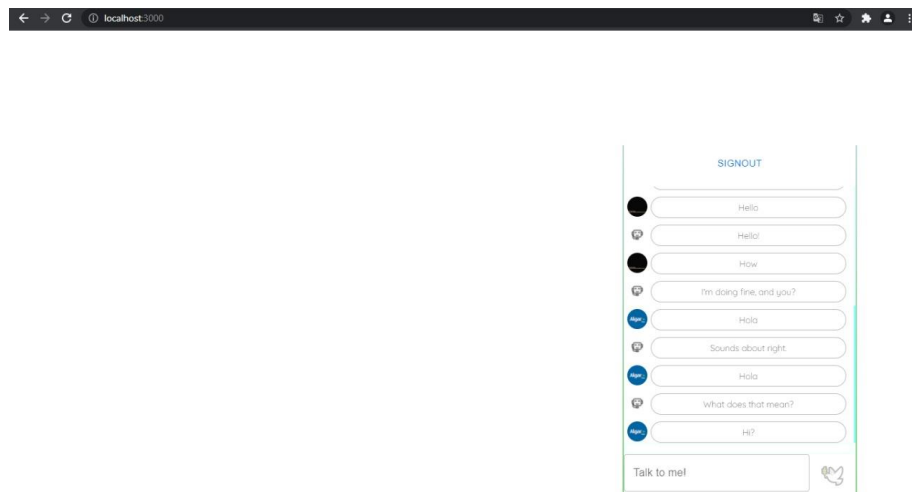 localhost:3000
SIGNOUT
Hello
Hello!
How
I'm doing fine, and you?
Hola
Sounds about right.
Hola
What does that mean?
Hi?
Talk to me!